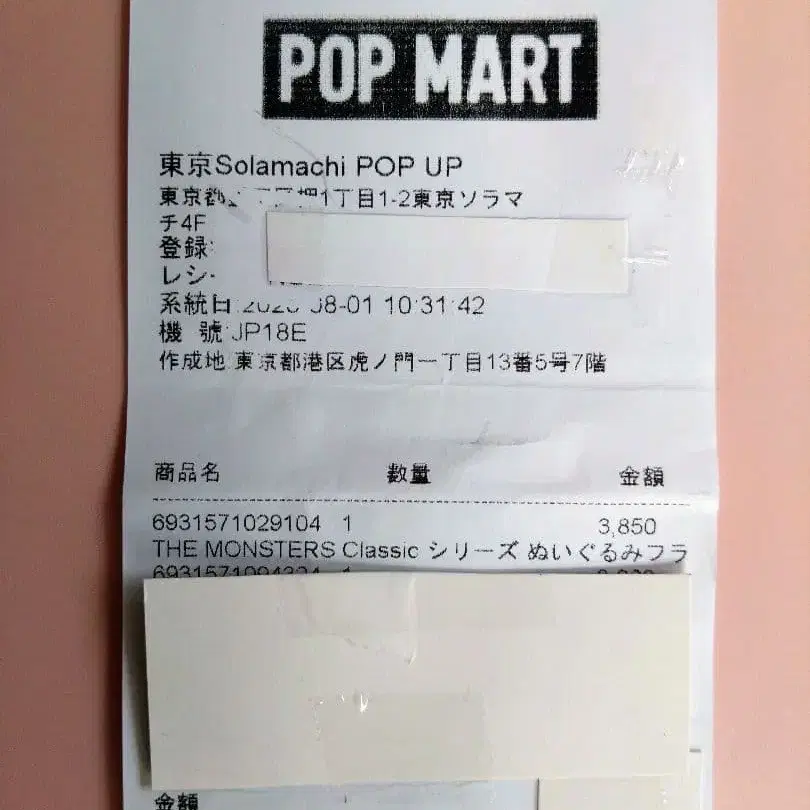 POP MART
東京Solamachi POP UP
東京都 押1丁目1-2東京ソラマ
チ4F
登録
レシ
系統日 08-01 10:31:42
機 號:JP18E
作成地:東京都港区虎ノ門一丁目13番5号7階
商品名 数量 金額
6931571029104 1 3,850
THE MONSTERS Classic シリーズ ぬいぐるみフラ
金額